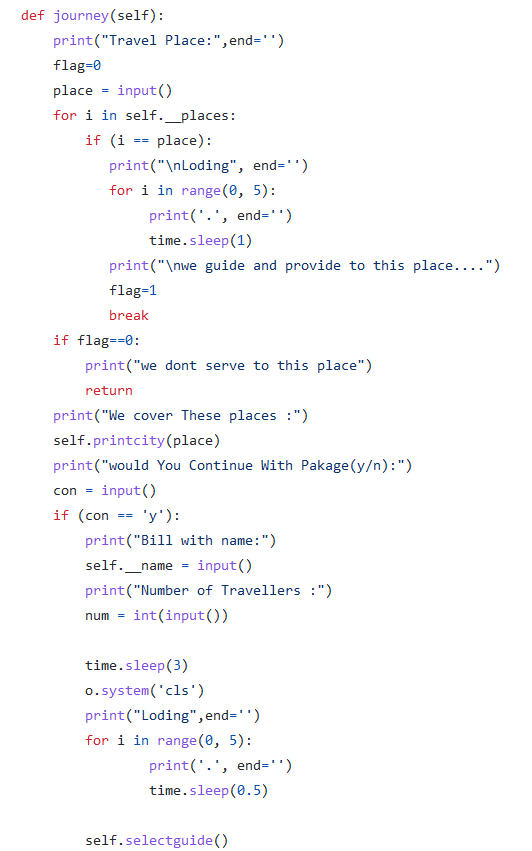 def journey(self):
    print("Travel Place:",end='')
    flag=0
    place = input()
    for i in self.__places:
        if (i == place):
           print("\nLoding", end='')
           for i in range(0, 5):
                print('.', end='')
                time.sleep(1)
           print("\nwe guide and provide to this place....")
           flag=1
           break
    if flag==0:
        print("we dont serve to this place")
        return
    print("We cover These places :")
    self.printcity(place)
    print("would You Continue With Pakage(y/n):")
    con = input()
    if (con == 'y'):
        print("Bill with name:")
        self.__name = input()
        print("Number of Travellers :")
        num = int(input())

        time.sleep(3)
        o.system('cls')
        print("Loding",end='')
        for i in range(0, 5):
                print('.', end='')
                time.sleep(0.5)

        self.selectguide()